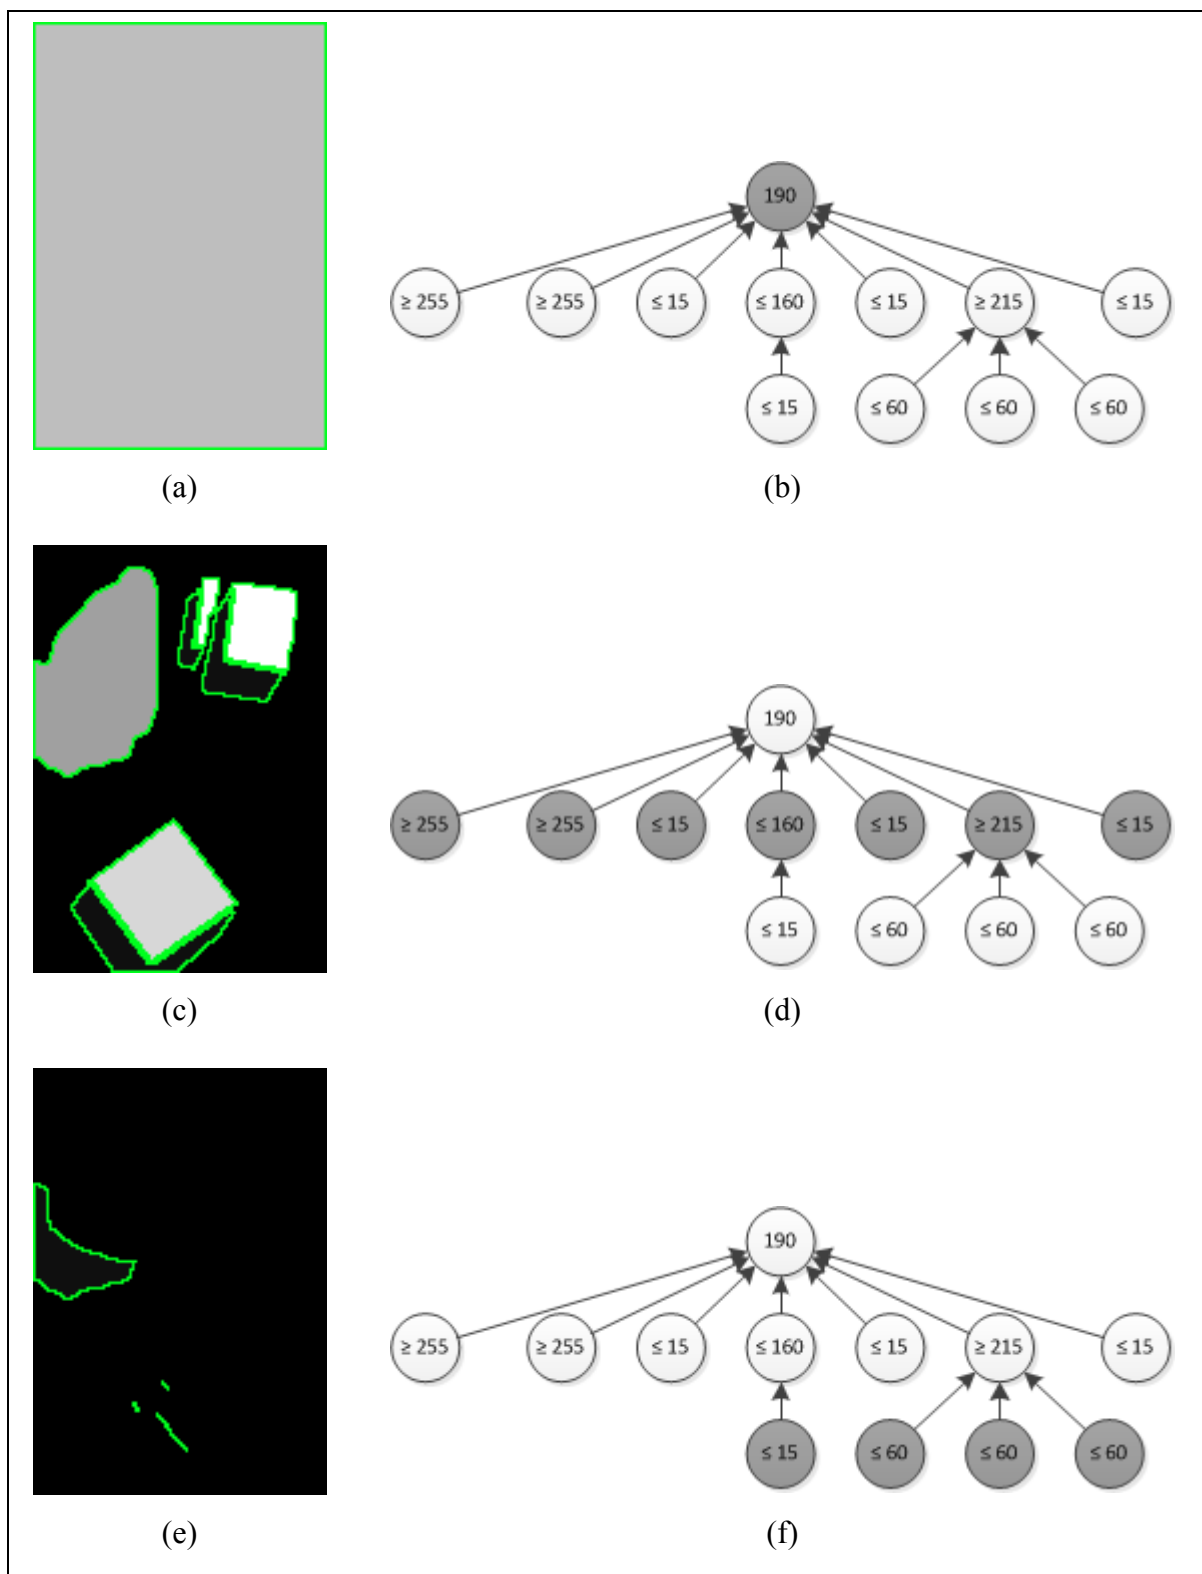 190
≥ 255 ≥ 255 ≤ 15 ≤ 160 ≤ 15 ≥ 215 ≤ 15
≤ 15 ≤ 60 ≤ 60 ≤ 60
(a) (b)
190
≥ 255 ≥ 255 ≤ 15 ≤ 160 ≤ 15 ≥ 215 ≤ 15
≤ 15 ≤ 60 ≤ 60 ≤ 60
(c) (d)
190
≥ 255 ≥ 255 ≤ 15 ≤ 160 ≤ 15 ≥ 215 ≤ 15
≤ 15 ≤ 60 ≤ 60 ≤ 60
(e) (f)